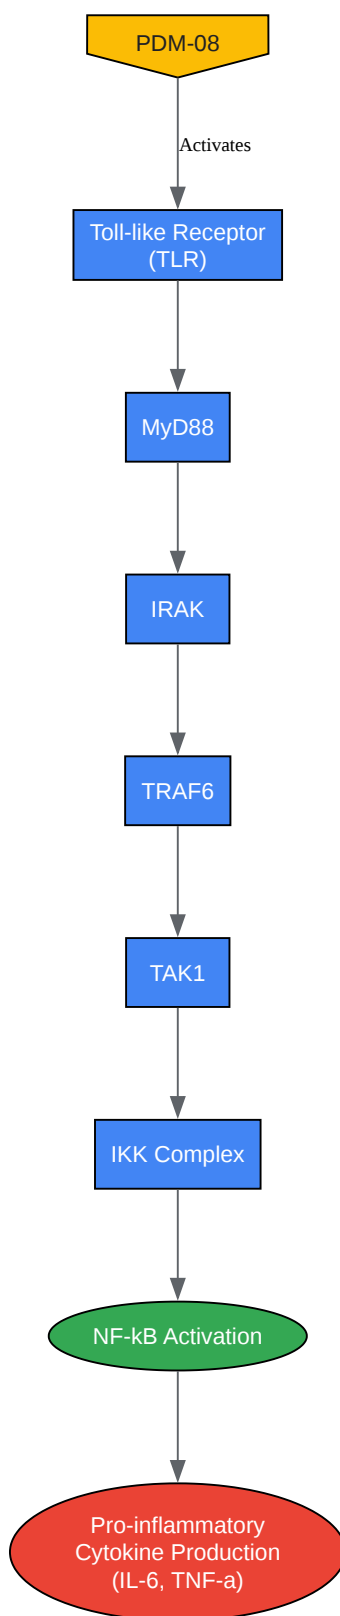 PDM-08
Activates
Toll-like Receptor
(TLR)
MyD88
IRAK
TRAF6
TAK1
IKK Complex
NF-kB Activation
Pro-inflammatory
Cytokine Production
(IL-6, TNF-a)